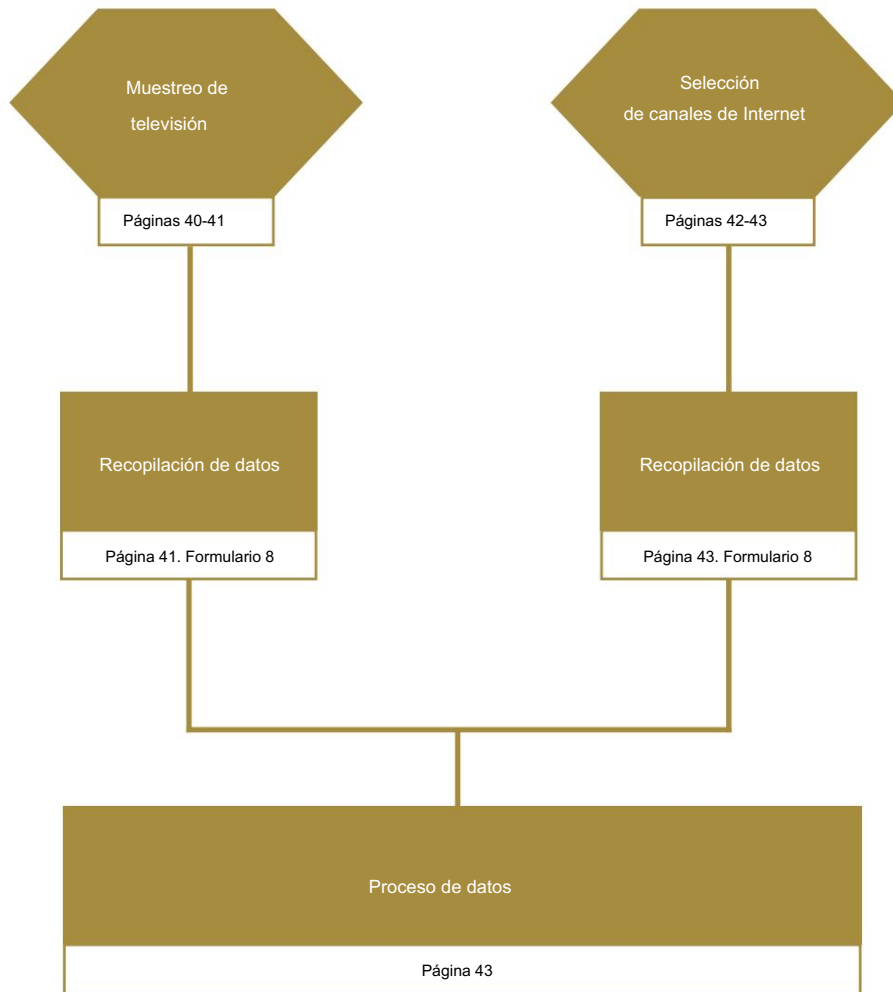 Muestreo de
televisión
Páginas 40-41
Selección
de canales de Internet
Páginas 42-43
Recopilación de datos
Página 41. Formulario 8
Recopilación de datos
Página 43. Formulario 8
Proceso de datos
Página 43